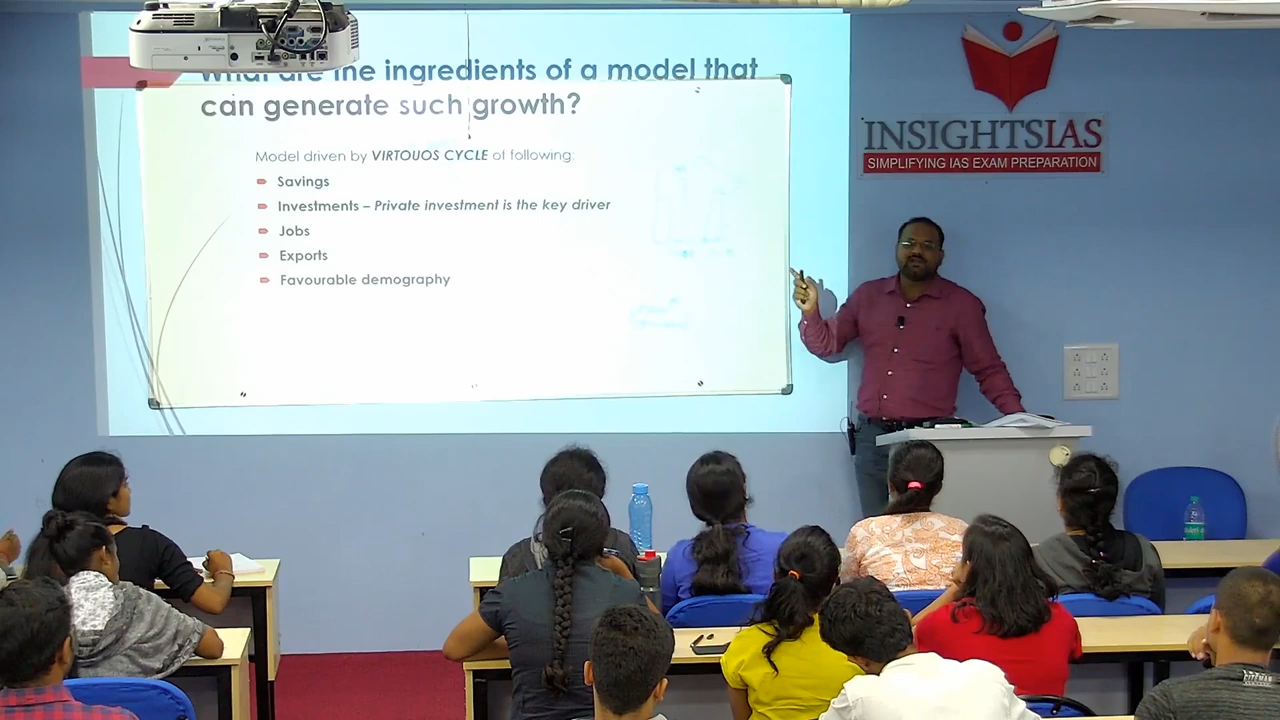 What are the ingredients of a model that
can generate such growth?
Model driven by VIRTOUOS CYCLE of following:
Savings
Investments – Private investment is the key driver
Jobs
Exports
Favourable demography
INSIGHTSIAS
SIMPLIFYING IAS EXAM PREPARATION